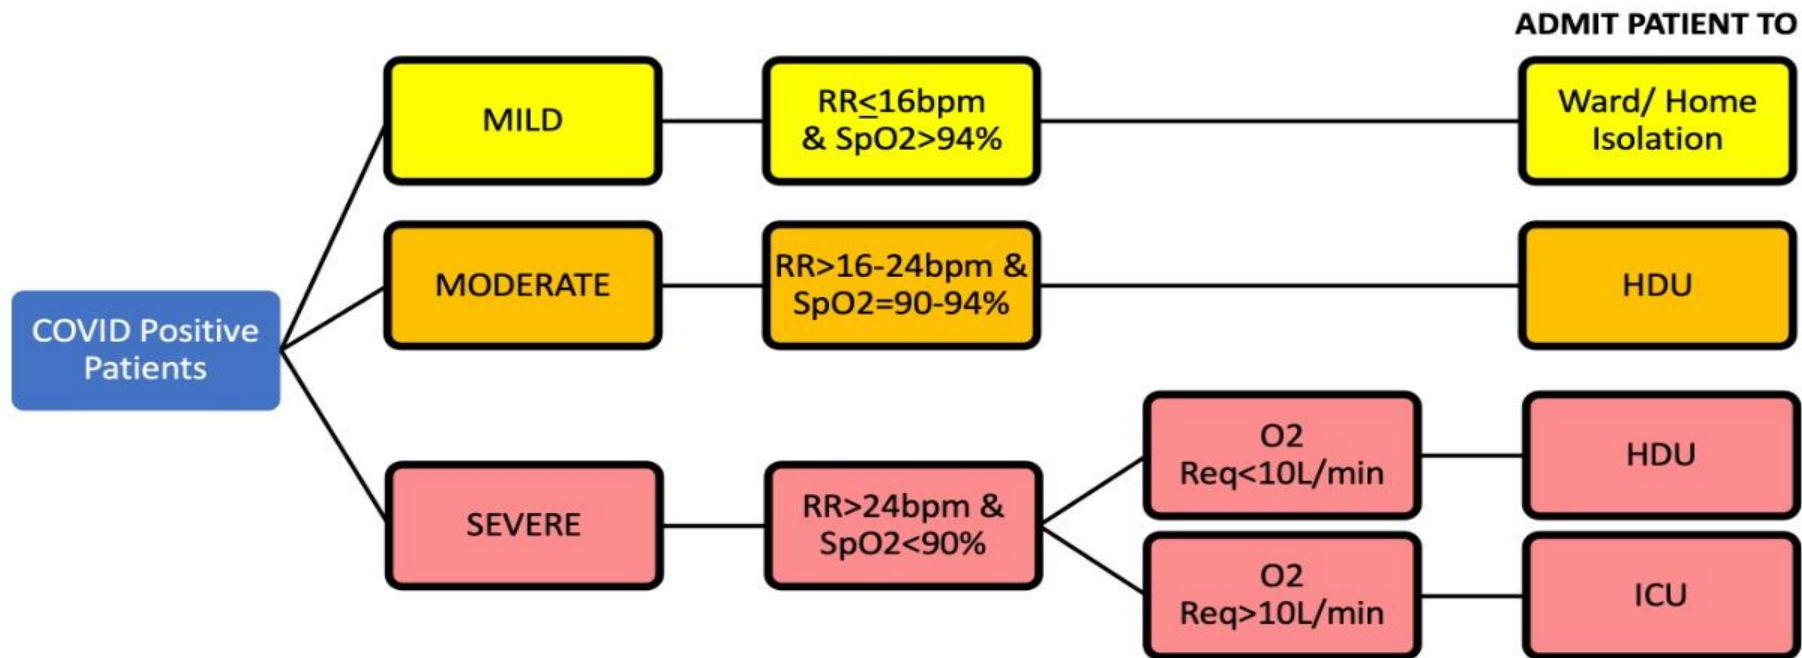 ADMIT PATIENT TO
MILD
RR≤16bpm
& SpO2>94%
Ward/ Home
Isolation
MODERATE
RR>16-24bpm &
SpO2=90-94%
HDU
COVID Positive
Patients
SEVERE
RR>24bpm &
SpO2<90%
O2
Req<10L/min
HDU
O2
Req>10L/min
ICU